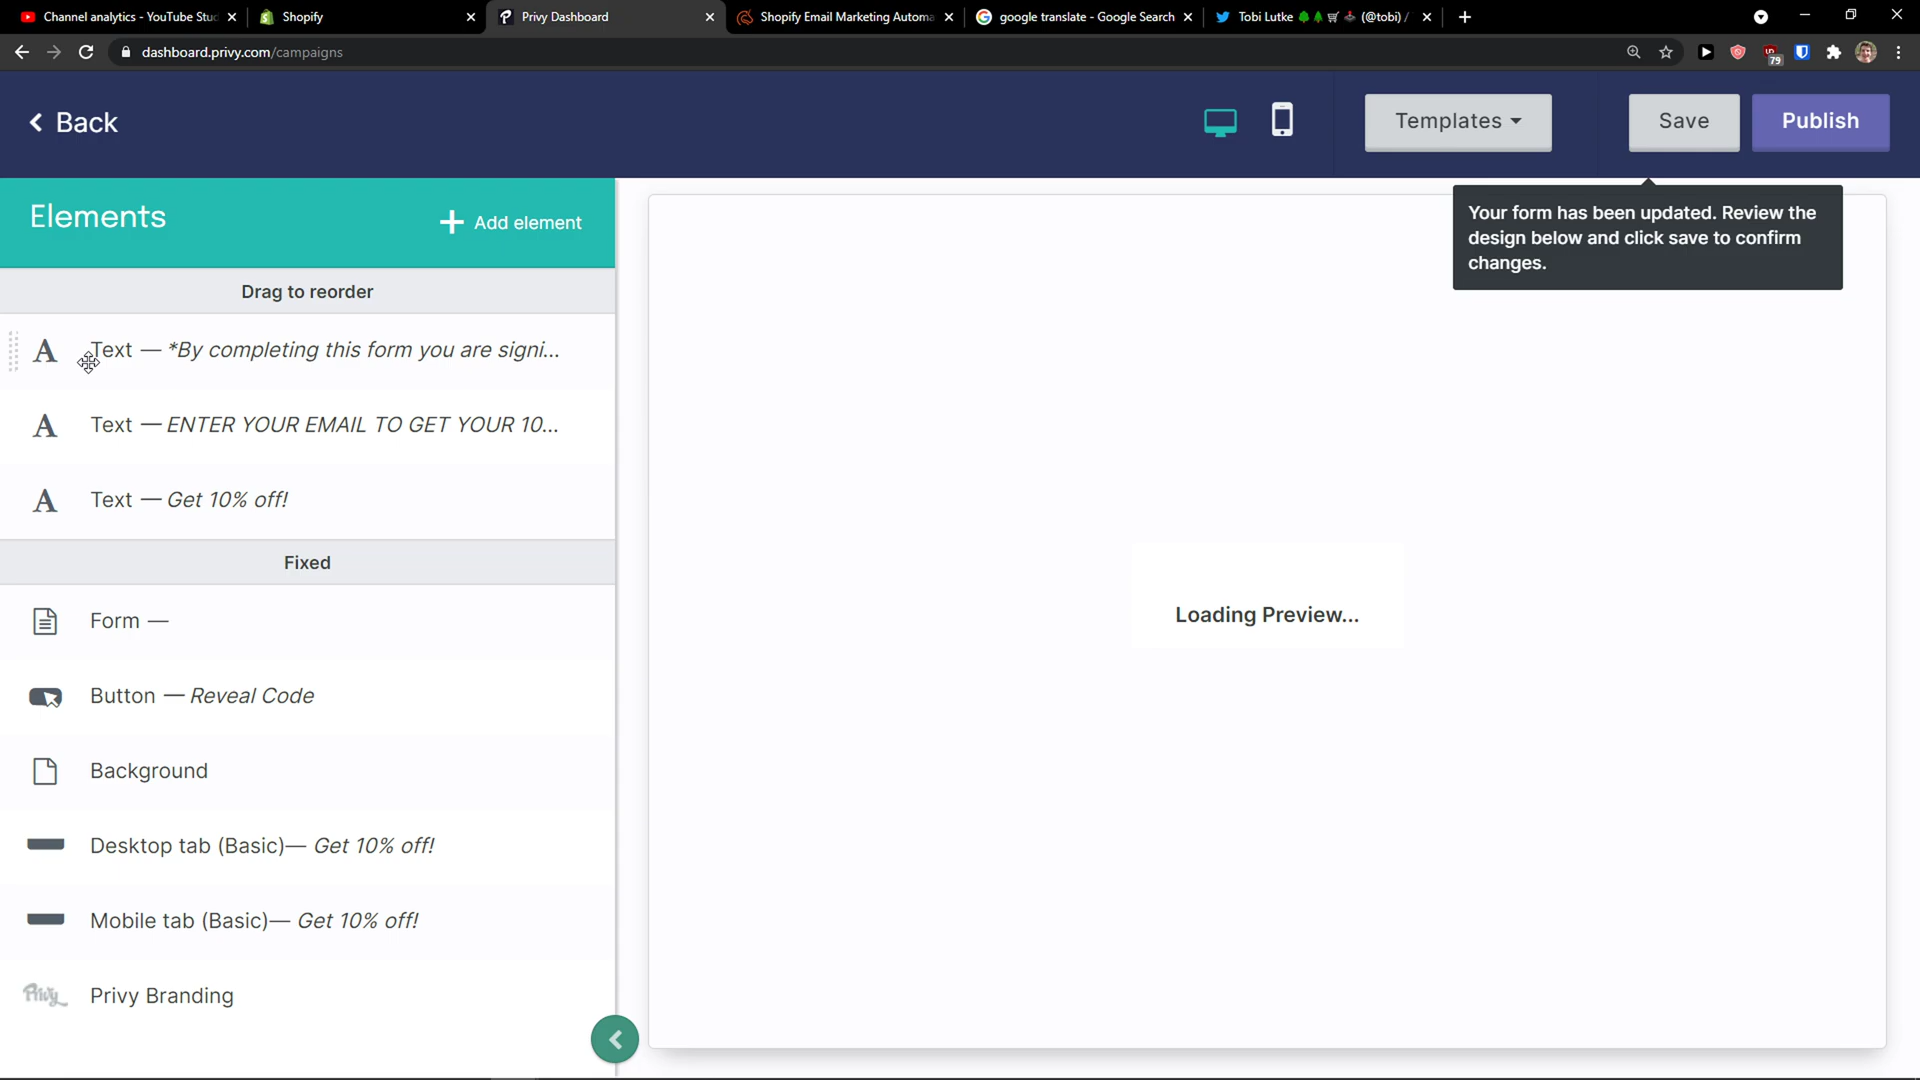 Channel analytics - YouTube Stud
Shopify
Privy Dashboard
Shopify Email Marketing Automa
google translate - Google Search
Tobi Lutke 🌲🌲🛒🕹 (@tobi) /
dashboard.privy.com/campaigns
79
Back
Templates
Save
Publish
Elements
Add element
Your form has been updated. Review the
design below and click save to confirm
changes.
Drag to reorder
Text — *By completing this form you are signi...
Text — ENTER YOUR EMAIL TO GET YOUR 10...
Text — Get 10% off!
Fixed
Form —
Loading Preview...
Button — Reveal Code
Background
Desktop tab (Basic)— Get 10% off!
Mobile tab (Basic)— Get 10% off!
Privy Privy Branding